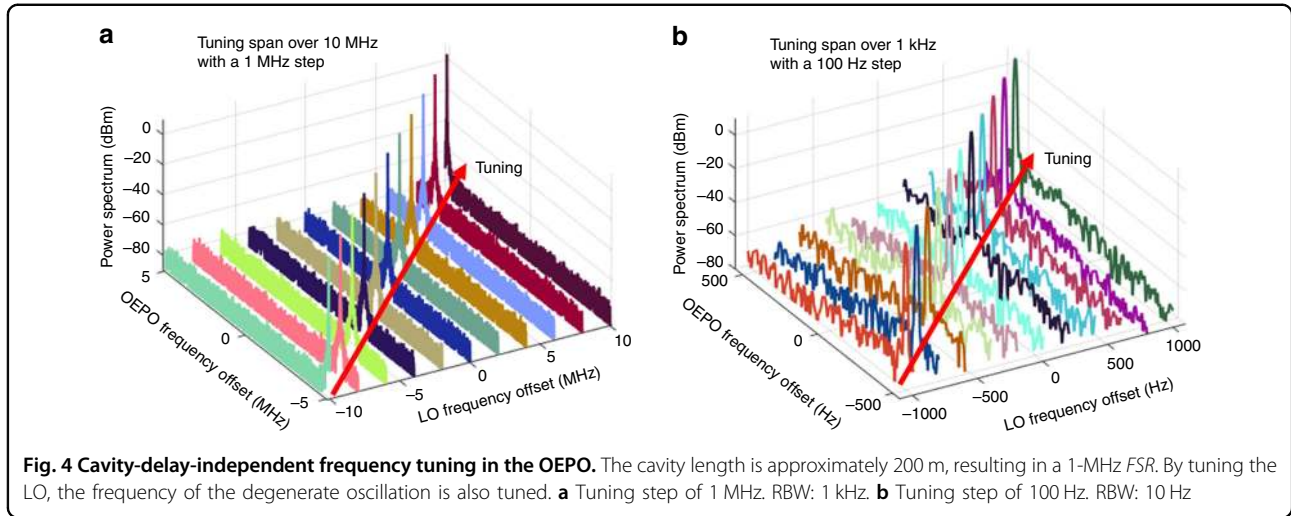 a
Tuning span over 10 MHz
with a 1 MHz step
Power spectrum (dBm)
0
−20
−40
−60
−80
5
0
−5
OEPO frequency offset (MHz)
−10
−5
0
5
10
LO frequency offset (MHz)
Tuning
b
Tuning span over 1 kHz
with a 100 Hz step
Power spectrum (dBm)
0
−20
−40
−60
−80
500
0
−500
OEPO frequency offset (Hz)
−1000
−500
0
500
1000
LO frequency offset (Hz)
Tuning
Fig. 4 Cavity-delay-independent frequency tuning in the OEPO. The cavity length is approximately 200 m, resulting in a 1-MHz FSR. By tuning the
LO, the frequency of the degenerate oscillation is also tuned. a Tuning step of 1 MHz. RBW: 1 kHz. b Tuning step of 100 Hz. RBW: 10 Hz